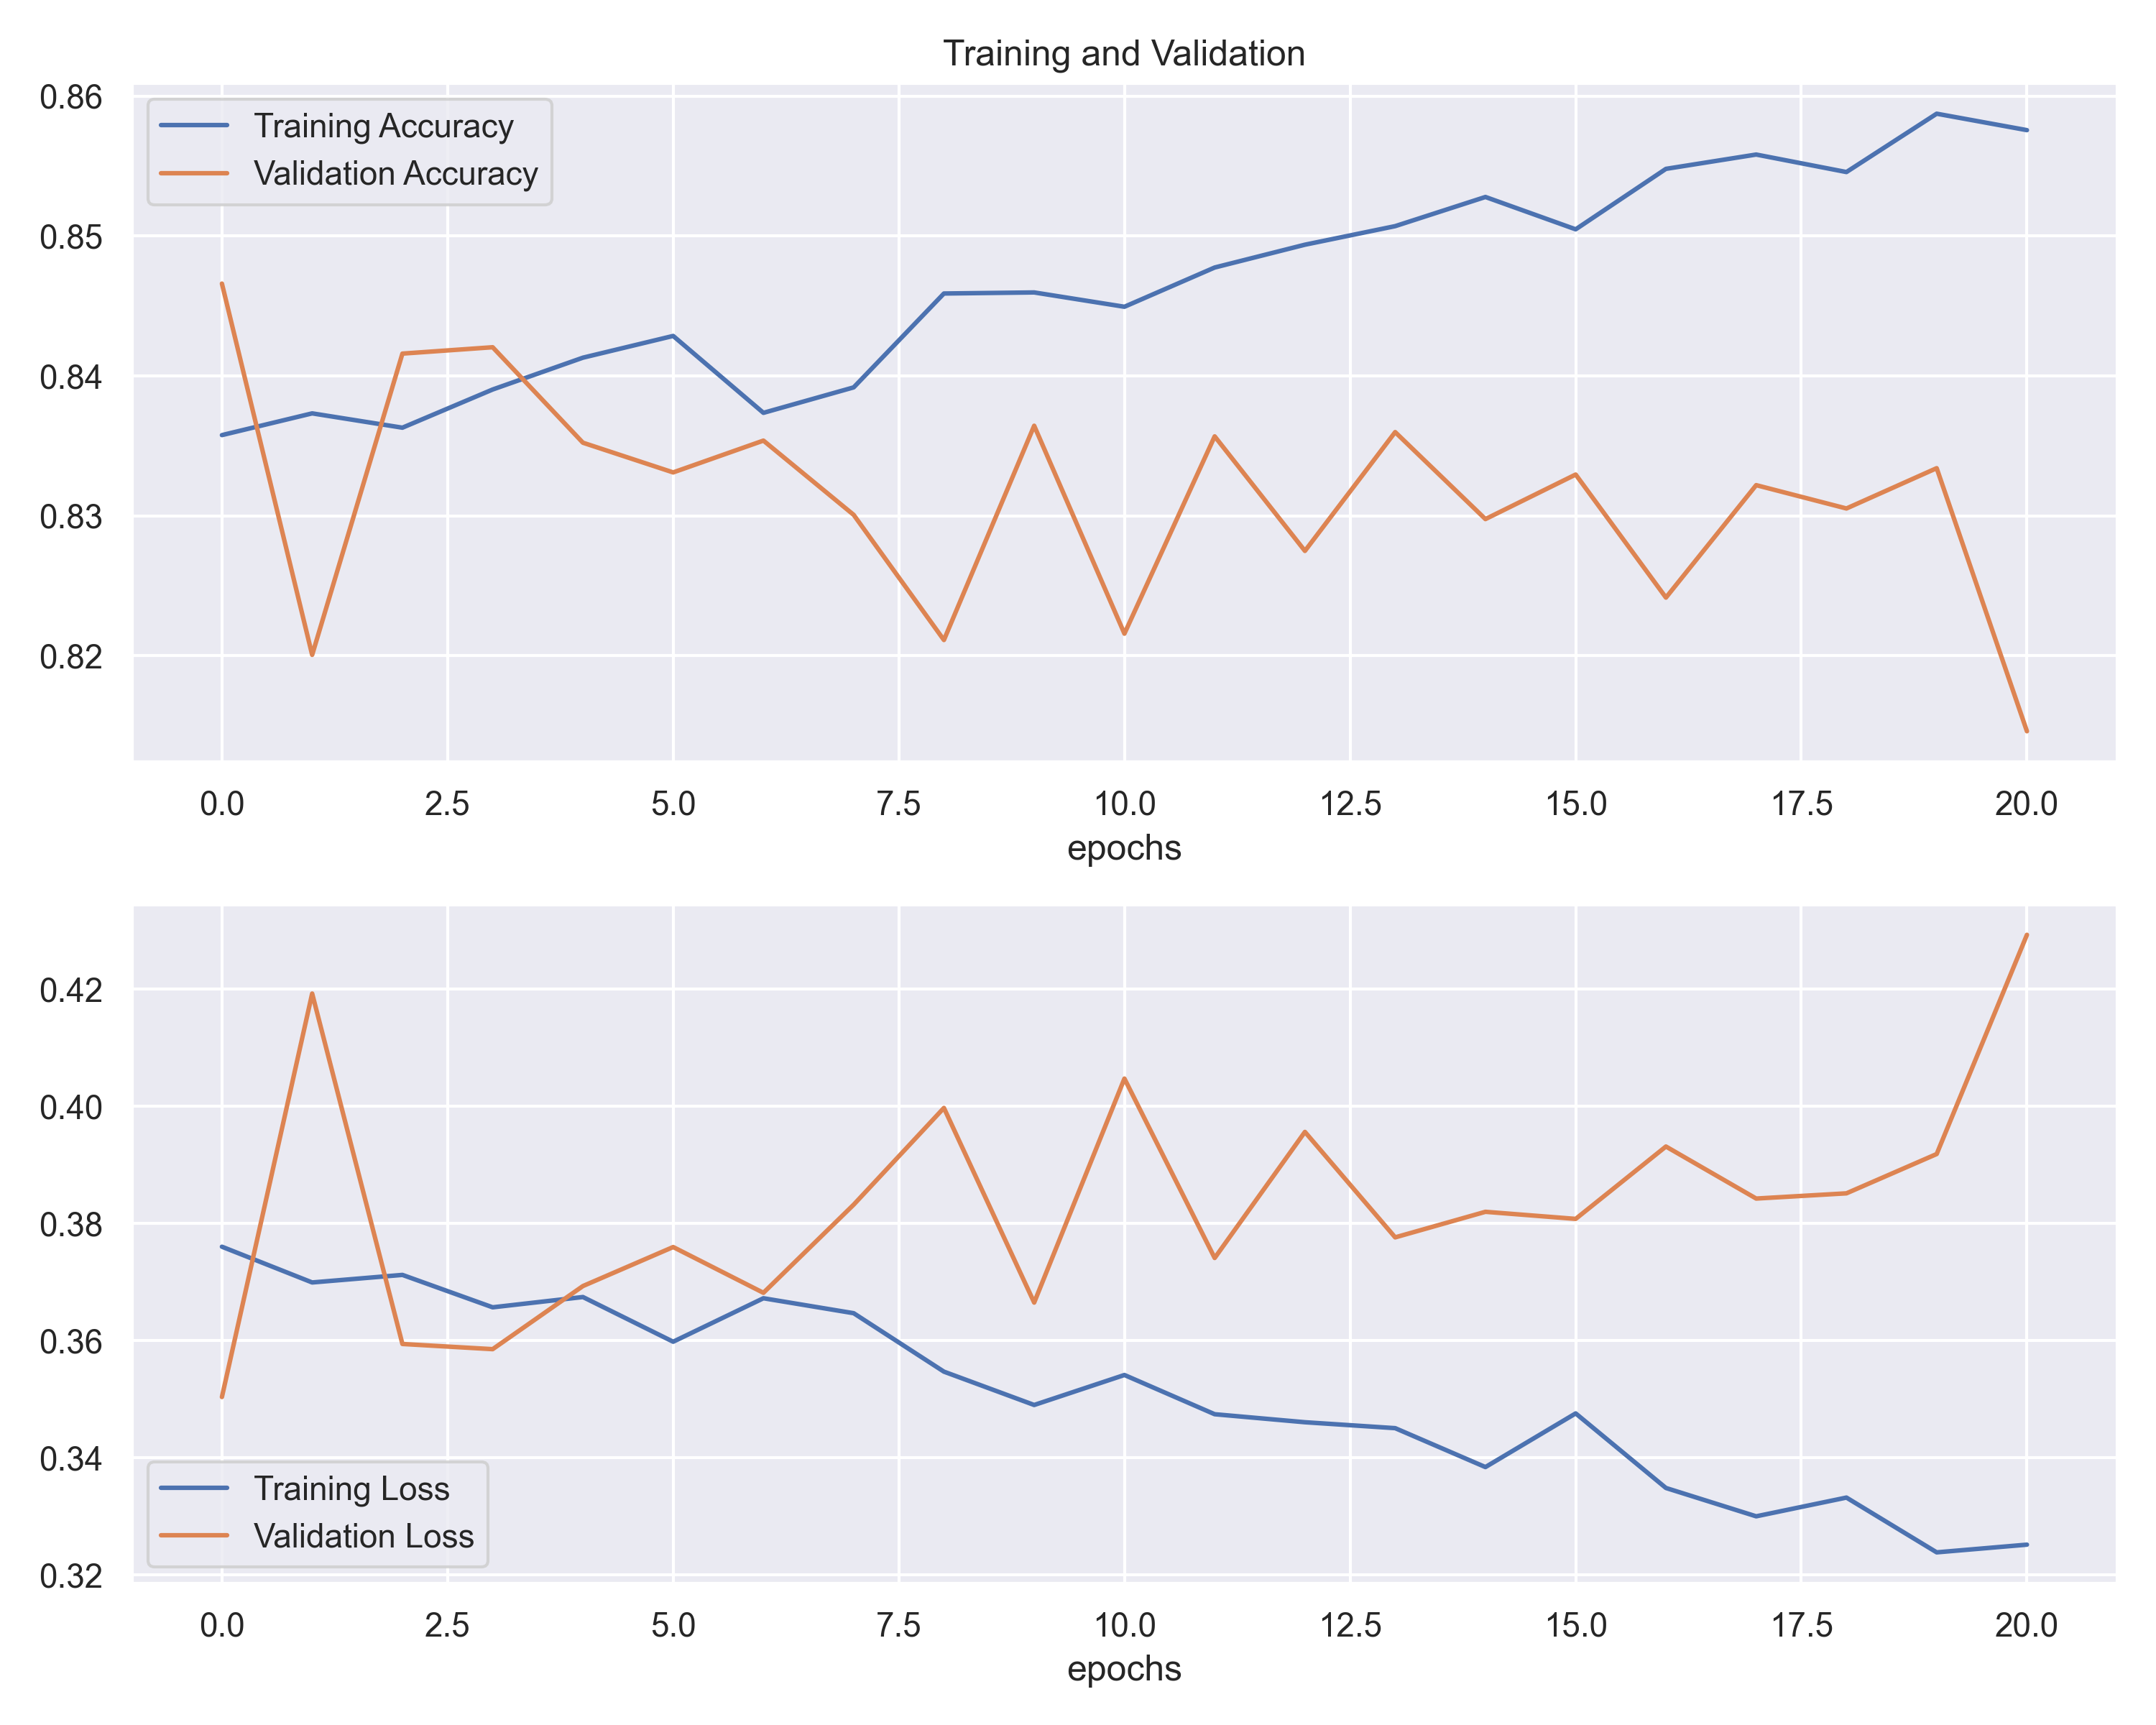 Training and Validation
0.86
Training Accuracy
Validation Accuracy
0.85
0.84
0.83
0.82
0.0 2.5 5.0 7.5 10.0 12.5 15.0 17.5 20.0
epochs
0.42
0.40
0.38
0.36
0.34
Training Loss
Validation Loss
0.32
0.0 2.5 5.0 7.5 10.0 12.5 15.0 17.5 20.0
epochs